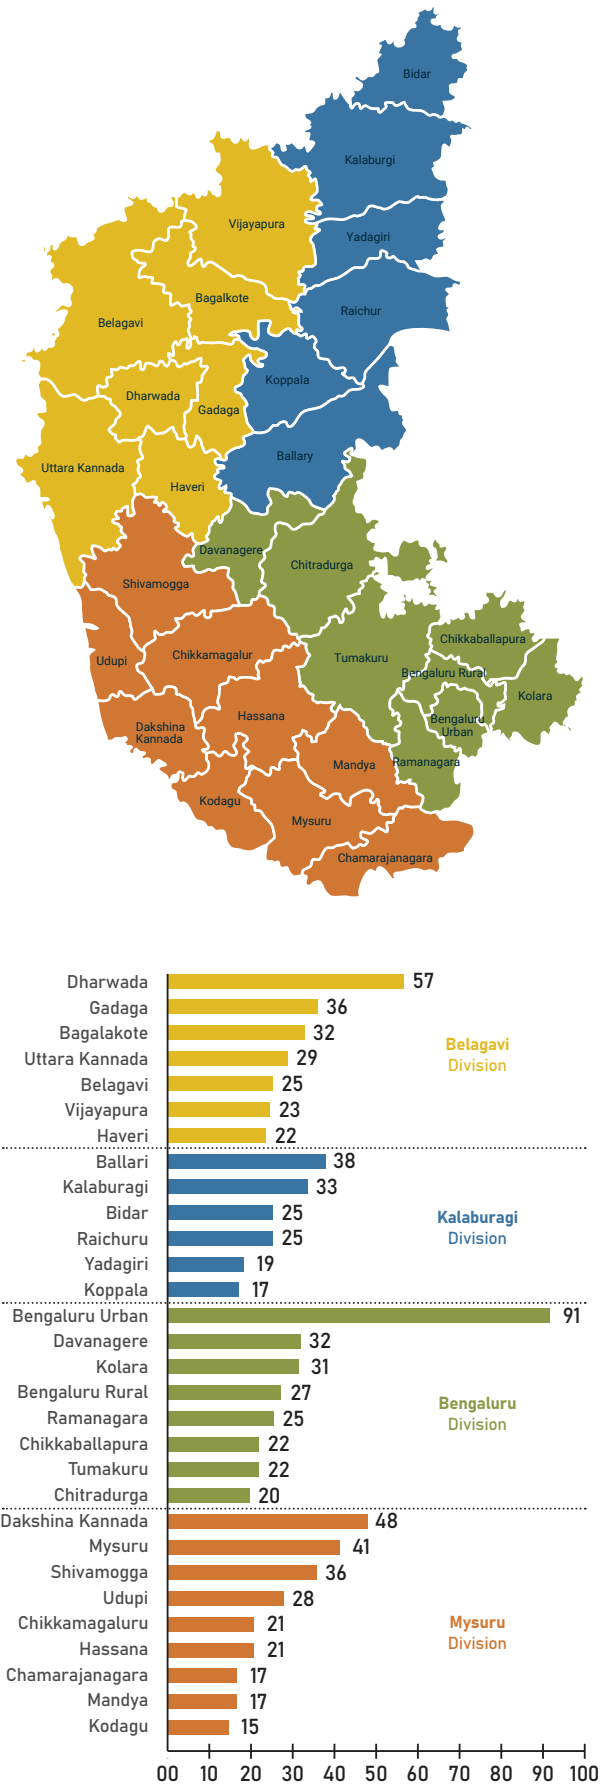 Bidar
Kalaburgi
Vijayapura
Yadagiri
Bagalkote
Raichur
Belagavi
Koppala
Dharwada
Gadaga
Ballary
Uttara Kannada
Haveri
Davanagere
Chitradurga
Shivamogga
Chikkaballapura
Chikkamagalur
Tumakuru
Udupi
Bengaluru Rural
Kolara
Hassana
Bengaluru
Urban
Dakshina
Kannada
Mandya
Ramanagara
Kodagu
Mysuru
Chamarajanagara
Dharwada 57
Gadaga 36
Bagalakote 32
Belagavi
Uttara Kannada 29
Division
Belagavi 25
Vijayapura 23
Haveri 22
Ballari 38
Kalaburagi 33
Bidar 25
Kalaburagi
Raichuru 25
Division
Yadagiri 19
Koppala 17
Bengaluru Urban 91
Davanagere 32
Kolara 31
Bengaluru Rural 27
Bengaluru
Ramanagara 25
Division
Chikkaballapura 22
Tumakuru 22
Chitradurga 20
Dakshina Kannada 48
Mysuru 41
Shivamogga 36
Udupi 28
Chikkamagaluru 21
Mysuru
Division
Hassana 21
Chamarajanagara 17
Mandya 17
Kodagu 15
00 10 20 30 40 50 60 70 80 90 100